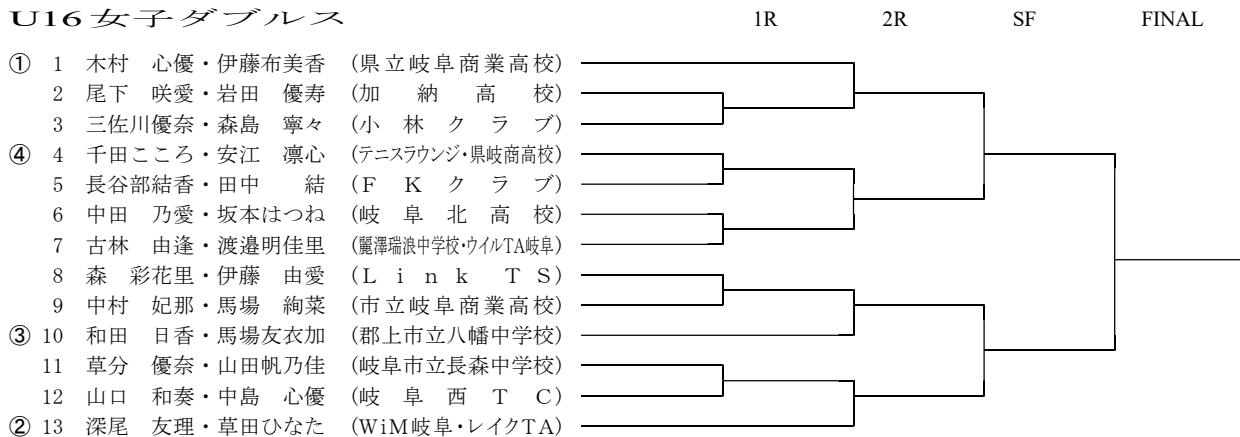 U16女子ダブルス 1R 2R SF FINAL
① 1 木村 心優・伊藤布美香 (県立岐阜商業高校)
2 尾下 咲愛・岩田 優寿 (加納高校)
3 三佐川優奈・森島 寧々 (小林クラブ)
④ 4 千田こころ・安江 凛心 (テニスラウンジ・県岐商高校)
5 長谷部結香・田中 結 (FKクラブ)
6 中田 乃愛・坂本はつね (岐阜北高校)
7 古林 由逢・渡邉明佳里 (麗澤瑞浪中学校・ウイルTA岐阜)
8 森 彩花里・伊藤 由愛 (Link TS)
9 中村 妃那・馬場 絢菜 (市立岐阜商業高校)
③ 10 和田 日香・馬場友衣加 (郡上市立八幡中学校)
11 草分 優奈・山田帆乃佳 (岐阜市立長森中学校)
12 山口 和奏・中島 心優 (岐阜西TC)
② 13 深尾 友理・草田ひなた (WiM岐阜・レイクTA)